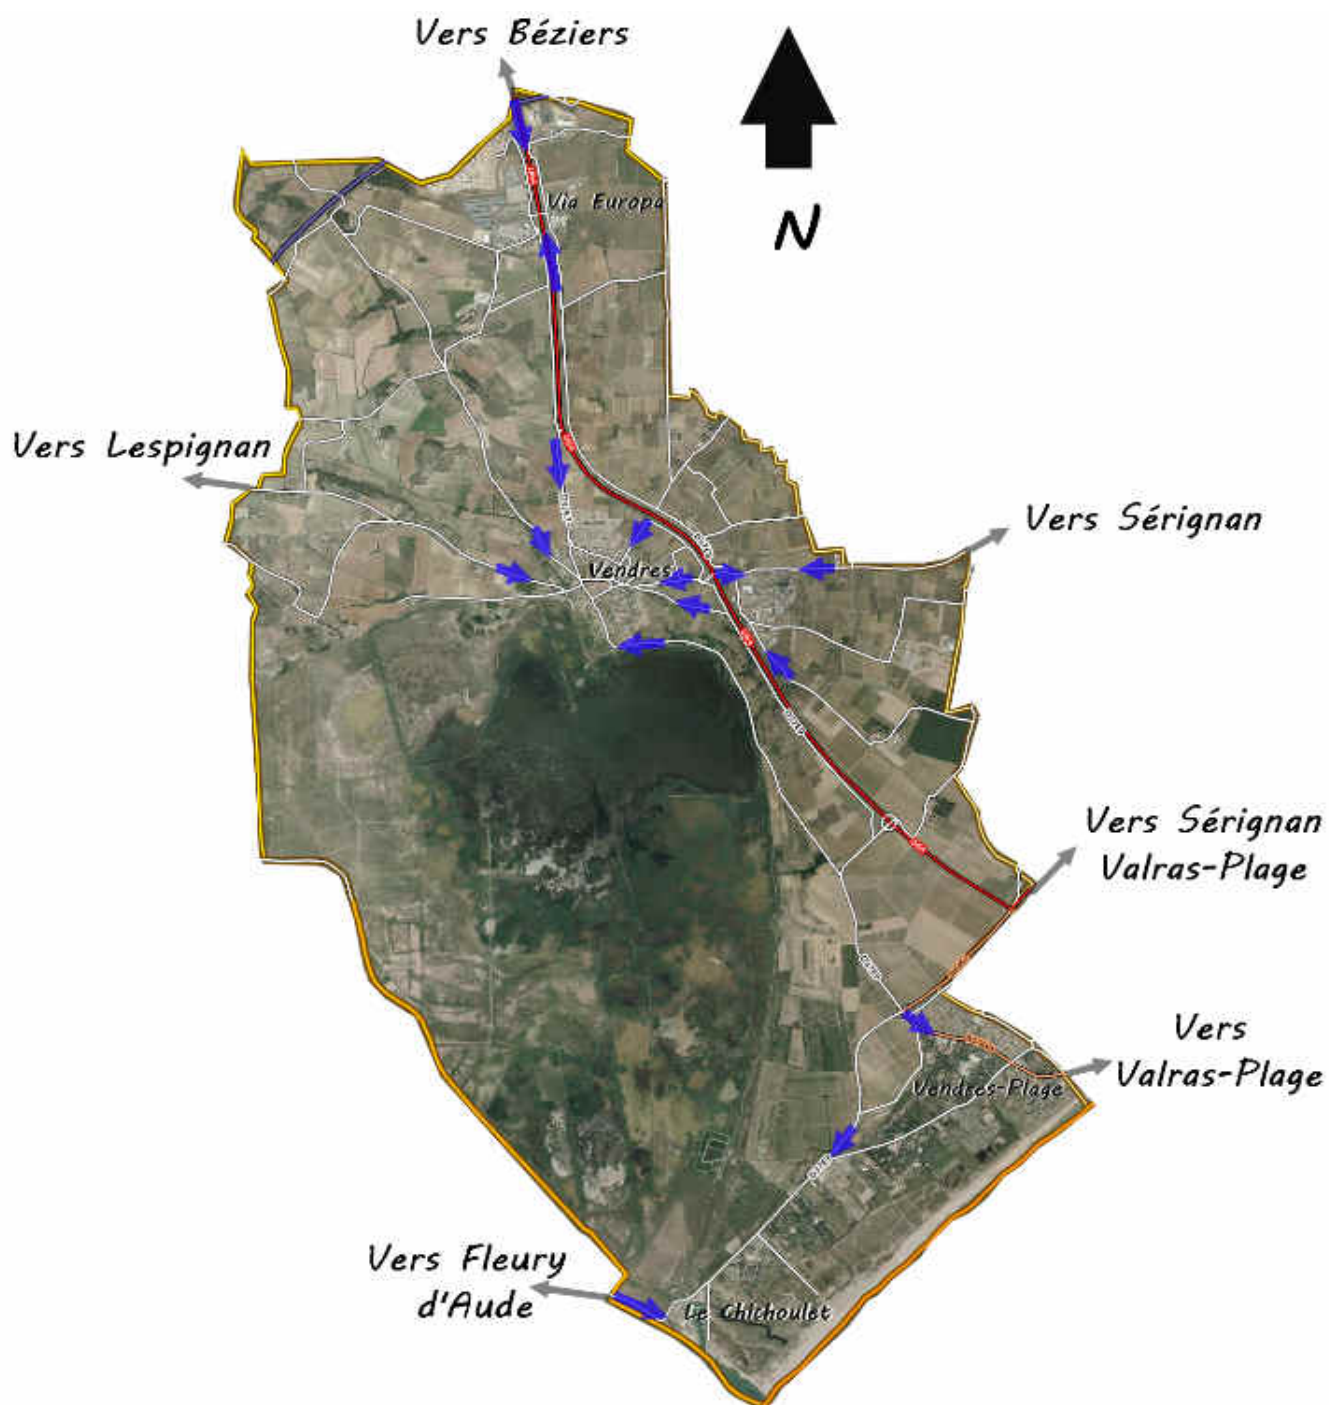 Vers Béziers
N
Via Europa
Vers Lespignan
Vers Sérignan
Vendres
Vers Sérignan
Valras-Plage
Vers
Valras-Plage
Vendres-Plage
Vers Fleury
d'Aude
Le Chichoulet